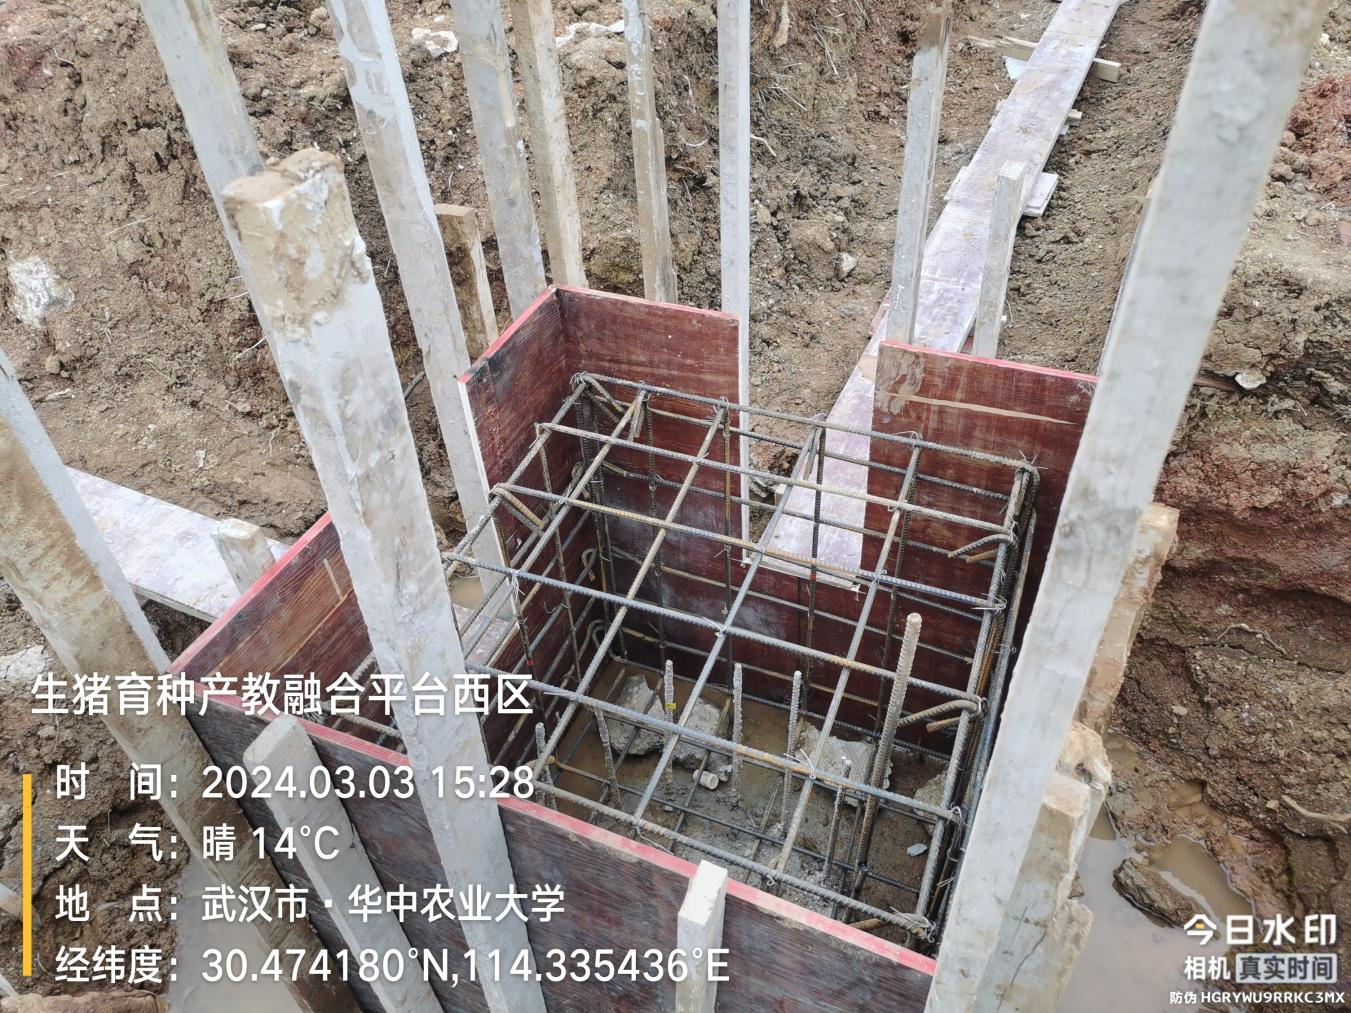 生猪育种产教融合平台西区
时 间：2024.03.03 15:28
天 气：晴 14℃
地 点：武汉市·华中农业大学
经纬度：30.474180°N,114.335436°E
今日水印
相机 真实时间
防伪 HGRYWU9RRKC3MX